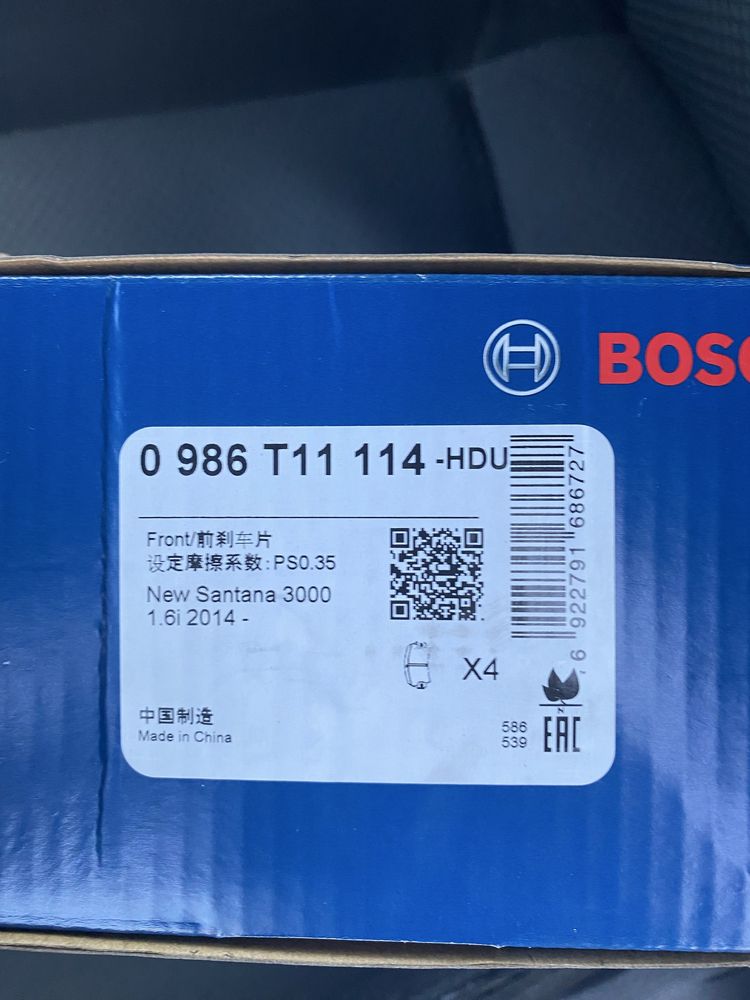 BOSC
0 986 T11 114 -HDU
Front/前刹车片
设定摩擦系数: PS0.35
New Santana 3000
1.6i 2014 -
X4
中国制造
Made in China
586
539
N
EAC
6 922791 686727